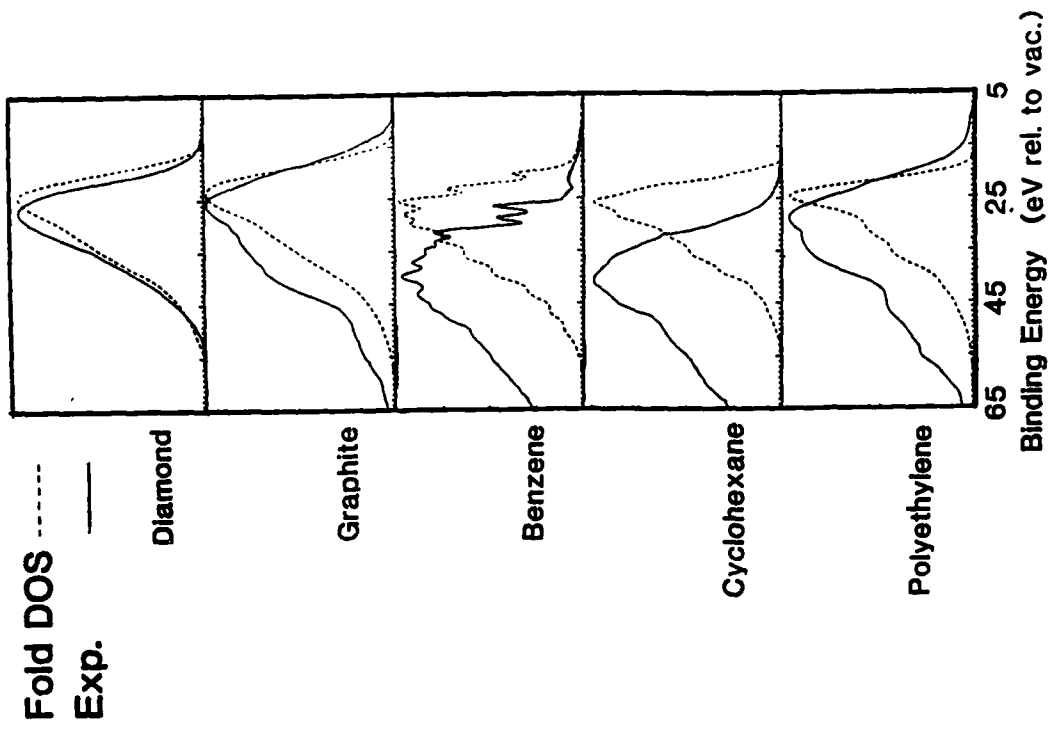 Fold DOS
Exp.
Diamond
Graphite
Benzene
Cyclohexane
Polyethylene
65 45 25 5
Binding Energy (eV rel. to vac.)